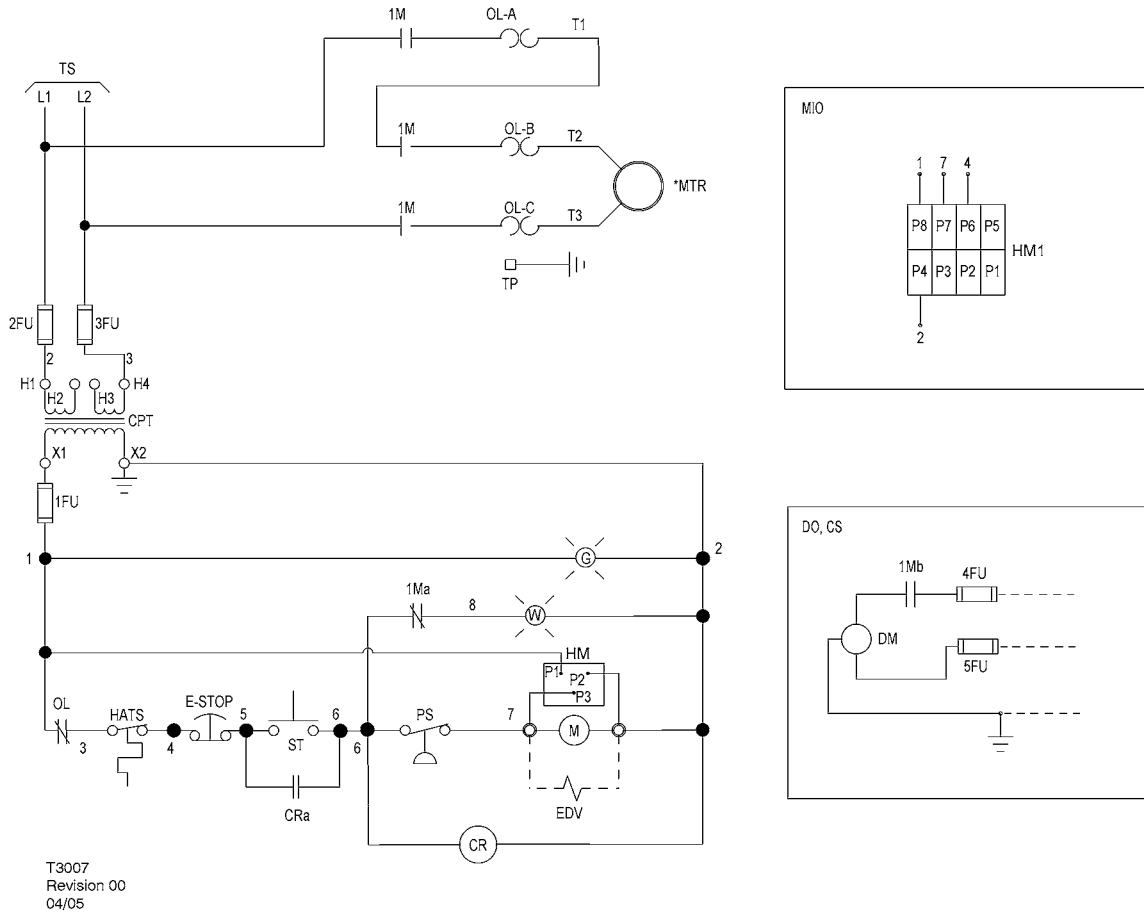 1M
OL-A
T1
TS
L1
L2
1M
OL-B
T2
*MTR
1M
OL-C
T3
TP
2FU
3FU
2
3
H1
H2
H3
H4
CPT
X1
X2
1FU
1
G
2
1Ma
8
W
HM
P1
P2
P3
OL
3
HATS
4
E-STOP
5
ST
6
6
PS
7
M
CRa
EDV
CR
MIO
1
7
4
P8
P7
P6
P5
HM1
P4
P3
P2
P1
2
DO, CS
1Mb
4FU
DM
5FU
T3007
Revision 00
04/05